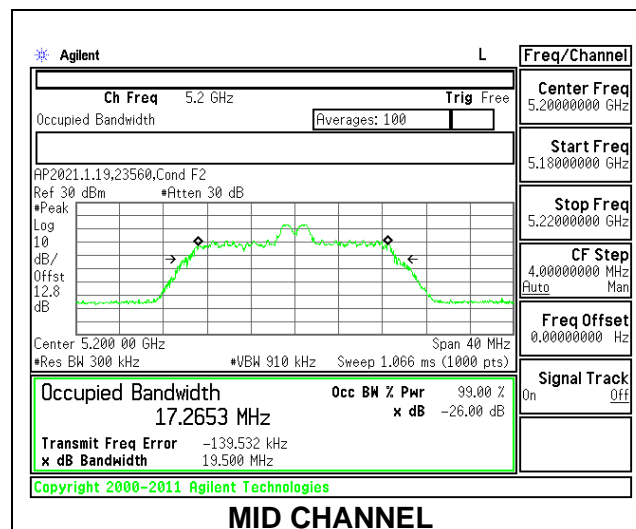 Agilent L
Freq/Channel
Ch Freq 5.2 GHz Trig Free
Occupied Bandwidth Averages: 100
AP2021.1.19,23560,Cond F2
Ref 30 dBm #Atten 30 dB
#Peak
Log
10
dB/
Offst
12.8
dB
Center 5.200 00 GHz Span 40 MHz
#Res BW 300 kHz #VBW 910 kHz Sweep 1.066 ms (1000 pts)
Occupied Bandwidth Occ BW % Pwr 99.00 %
17.2653 MHz x dB -26.00 dB
Transmit Freq Error -139.532 kHz
x dB Bandwidth 19.500 MHz
Copyright 2000-2011 Agilent Technologies
Center Freq
5.20000000 GHz
Start Freq
5.18000000 GHz
Stop Freq
5.22000000 GHz
CF Step
4.00000000 MHz
Auto Man
Freq Offset
0.00000000 Hz
Signal Track
On Off
MID CHANNEL